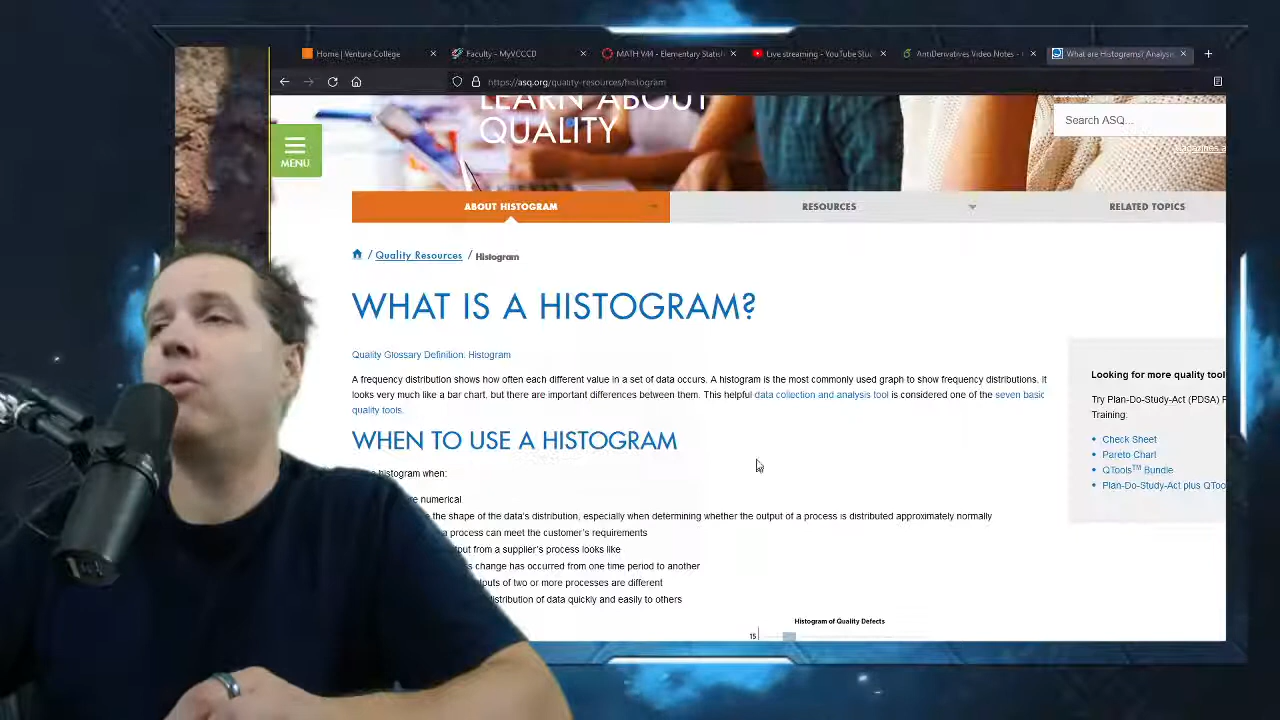 Home | Ventura College
Faculty - MyVCCCD
MATH V44 - Elementary Statis
Live streaming - YouTube Stud
AntiDerivatives Video Notes -
What are Histograms? Analysis
https://asq.org/quality-resources/histogram
LEARN ABOUT
QUALITY
Search ASQ...
MENU
ABOUT HISTOGRAM
RESOURCES
RELATED TOPICS
/ Quality Resources / Histogram
WHAT IS A HISTOGRAM?
Quality Glossary Definition: Histogram
A frequency distribution shows how often each different value in a set of data occurs. A histogram is the most commonly used graph to show frequency distributions. It
looks very much like a bar chart, but there are important differences between them. This helpful data collection and analysis tool is considered one of the seven basic
quality tools.
Looking for more quality tool
Try Plan-Do-Study-Act (PDSA) P
Training.
• Check Sheet
• Pareto Chart
• QTools™ Bundle
• Plan-Do-Study-Act plus QToo
WHEN TO USE A HISTOGRAM
histogram when:
numerical
the shape of the data's distribution, especially when determining whether the output of a process is distributed approximately normally
a process can meet the customer's requirements
from a supplier's process looks like
change has occurred from one time period to another
of two or more processes are different
distribution of data quickly and easily to others
Histogram of Quality Defects
15